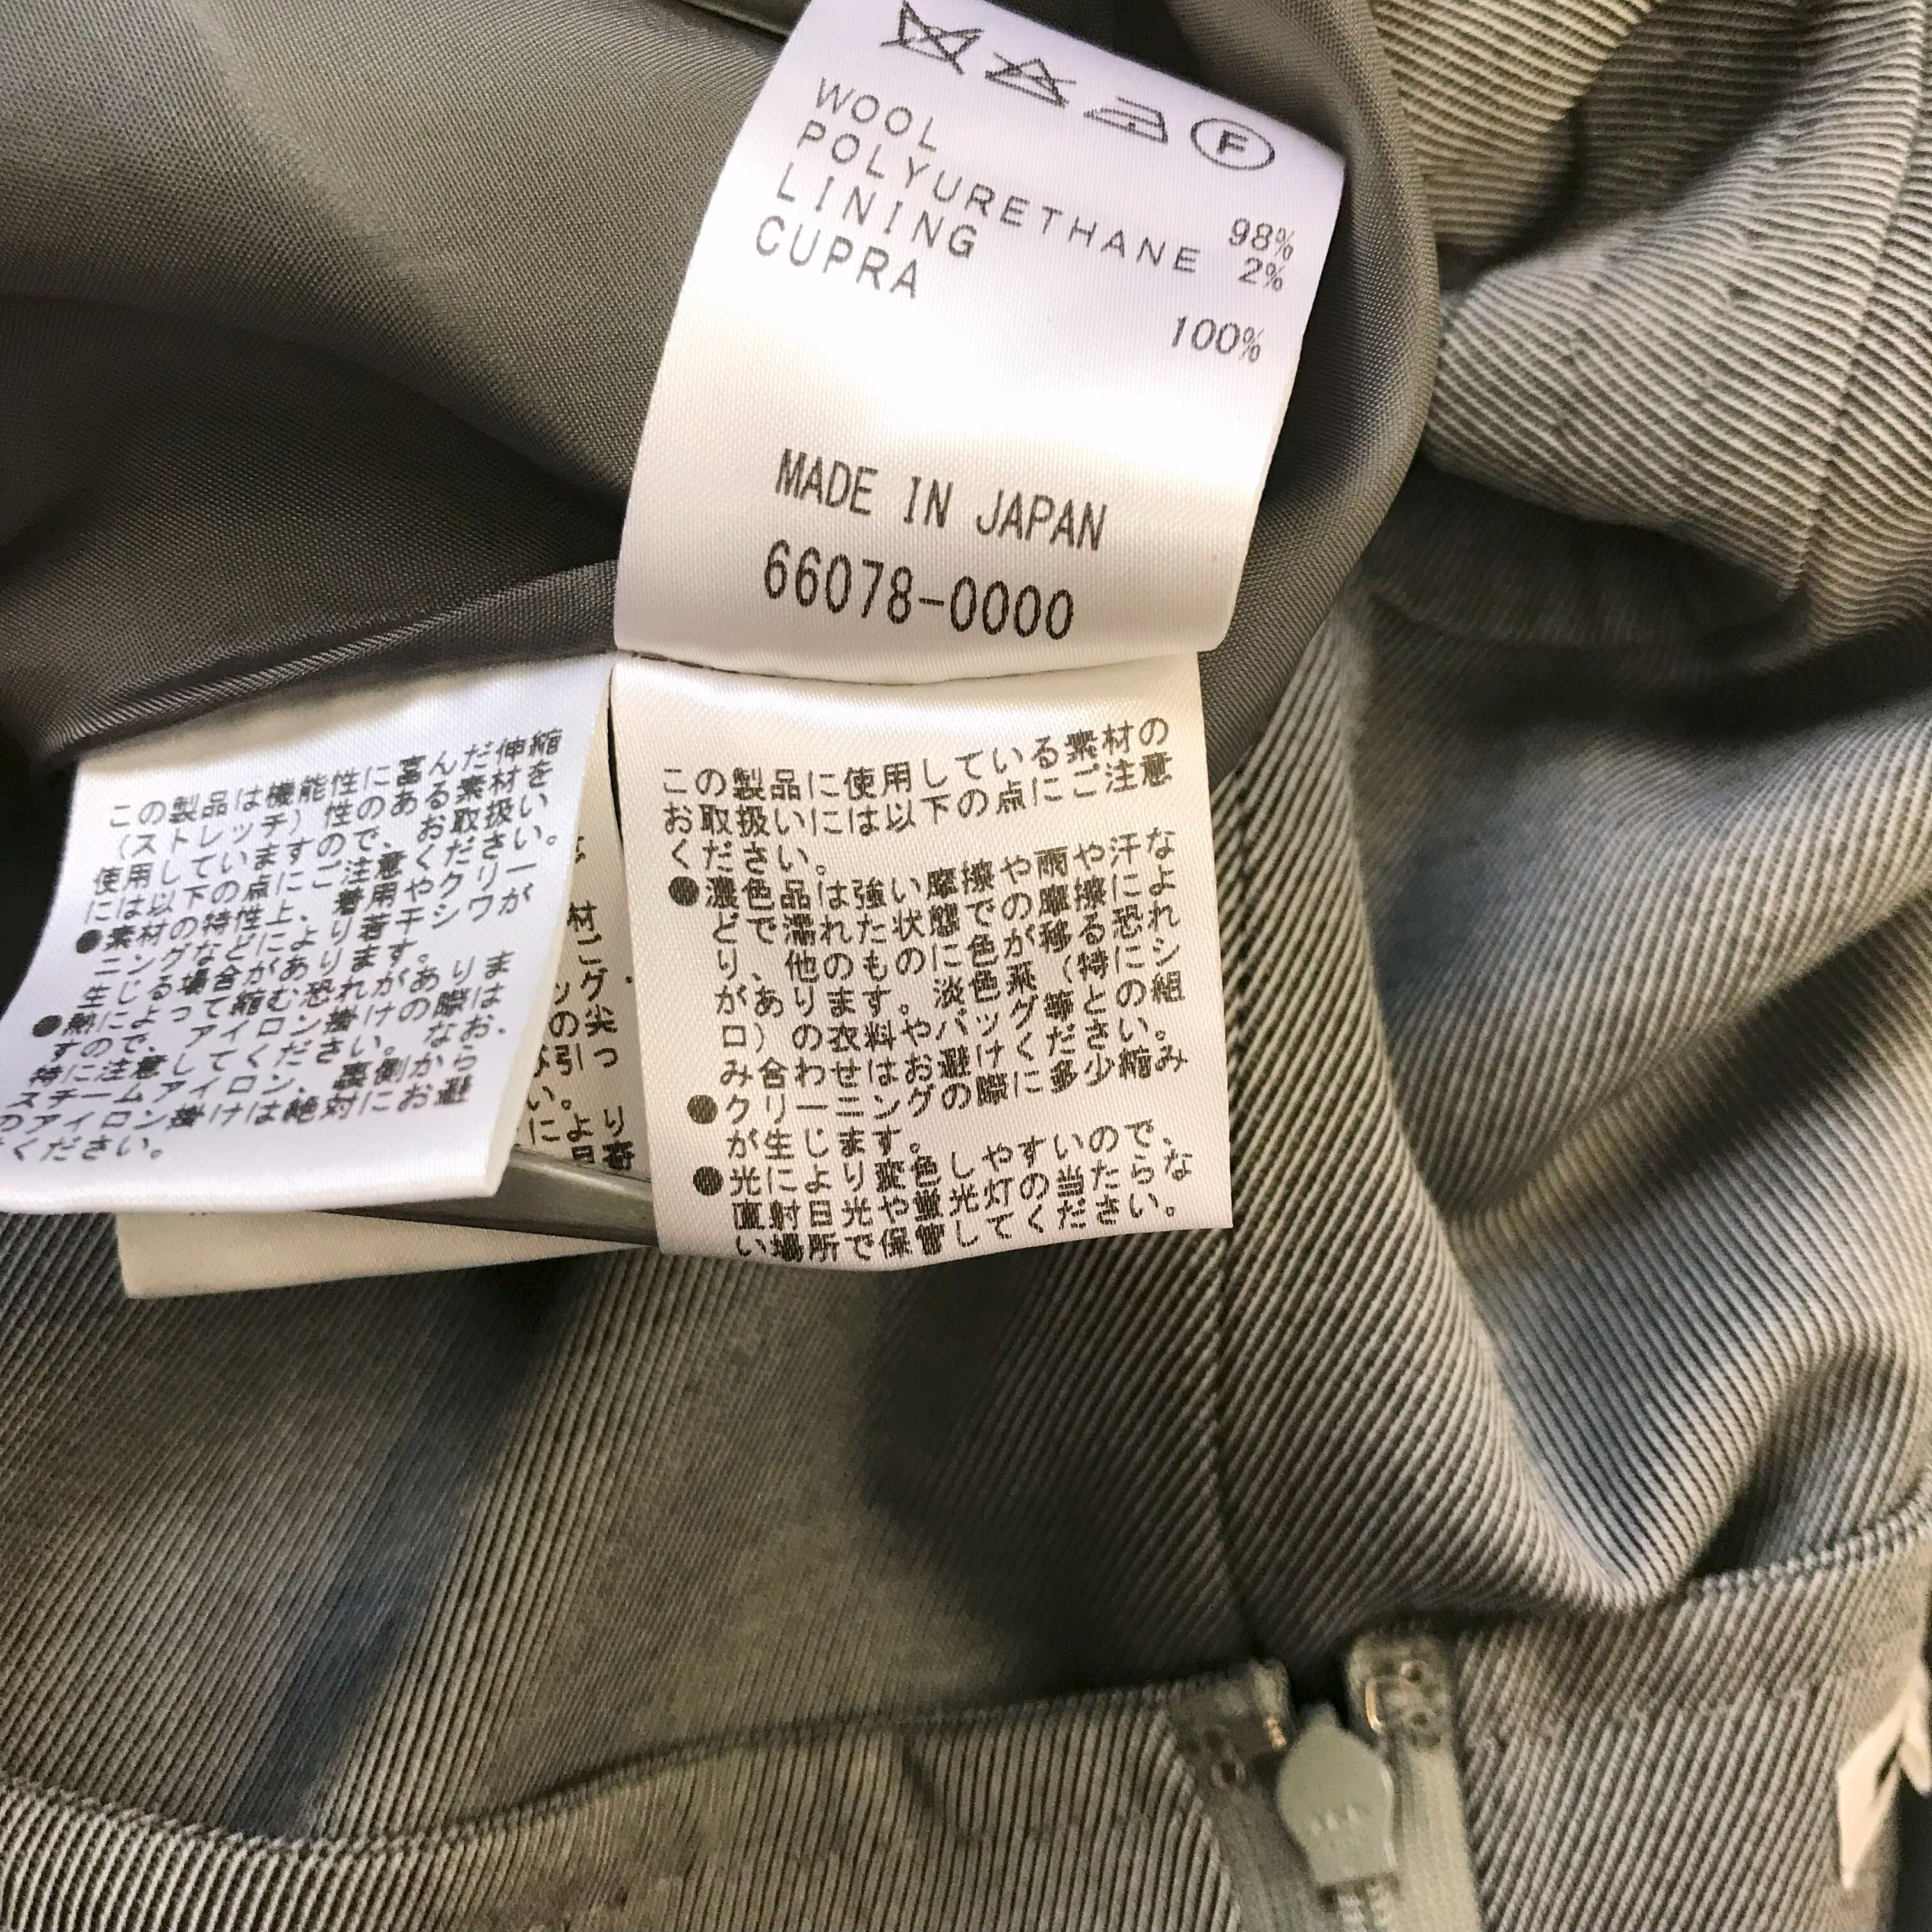 F
WOOL 98%
POLYURETHANE 2%
LINING
CUPRA 100%
MADE IN JAPAN
66078-0000
この製品は機能性に富んだ伸縮
(ストレッチ)性のある素材を
使用していますので、お取扱い
には以下の点にご注意ください。
●素材の特性上、着用やクリー
ニングなどにより若干シワが
生じる場合があります。
●熱によって縮む恐れがありま
すので、アイロン掛けの際は
特に注意してください。なお、
スチームアイロン、裏側から
のアイロン掛けは絶対にお避
ください。
材
ご
ッグ
の尖
引っ
い。
により
この製品に使用している素材の
お取扱いには以下の点にご注意
ください。
●濃色品は強い摩擦や雨や汗な
どで濡れた状態での摩擦によ
り、他のものに色が移る恐れ
があります。淡色系(特にシ
ロ)の衣料やバッグ等との組
み合わせはお避けください。
●クリーニングの際に多少縮み
が生じます。
●光により変色しやすいので、
直射日光や蛍光灯の当たらな
い場所で保管してください。